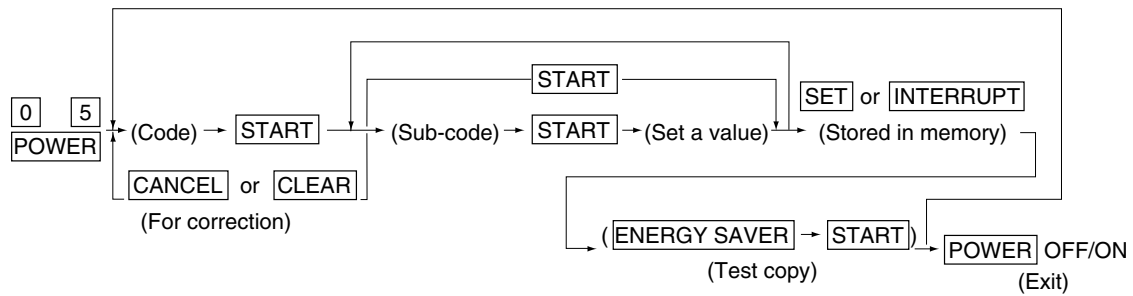 START
SET or INTERRUPT
0 5
POWER
(Code)
START
(Sub-code)
START
(Set a value)
(Stored in memory)
CANCEL or CLEAR
(For correction)
(ENERGY SAVER START)
(Test copy)
POWER OFF/ON
(Exit)